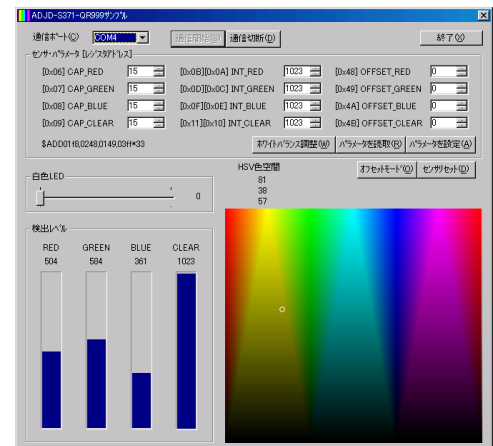 ADJD-S371-QR999ｻﾝﾌﾟﾙ
通信ﾎﾟｰﾄ(C) COM4 通信開始(B) 通信切断(D) 終了(X)
ｾﾝｻ･ﾊﾟﾗﾒｰﾀ [ﾚｼﾞｽﾀｱﾄﾞﾚｽ]
[0x06] CAP_RED 15 [0x0B][0x0A] INT_RED 1023 [0x48] OFFSET_RED 0
[0x07] CAP_GREEN 15 [0x0D][0x0C] INT_GREEN 1023 [0x49] OFFSET_GREEN 0
[0x08] CAP_BLUE 15 [0x0F][0x0E] INT_BLUE 1023 [0x4A] OFFSET_BLUE 0
[0x09] CAP_CLEAR 15 [0x11][0x10] INT_CLEAR 1023 [0x4B] OFFSET_CLEAR 0
$ADD01f8,0248,0149,03ff*33 ﾎﾜｲﾄﾊﾞﾗﾝｽ調整(W) ﾊﾟﾗﾒｰﾀを読取(R) ﾊﾟﾗﾒｰﾀを設定(A)
白色LED
0
HSV色空間
81
38
57
ｵﾌｾｯﾄﾓｰﾄﾞ(O) ｾﾝｻﾘｾｯﾄ(D)
検出ﾚﾍﾞﾙ
RED GREEN BLUE CLEAR
504 584 361 1023